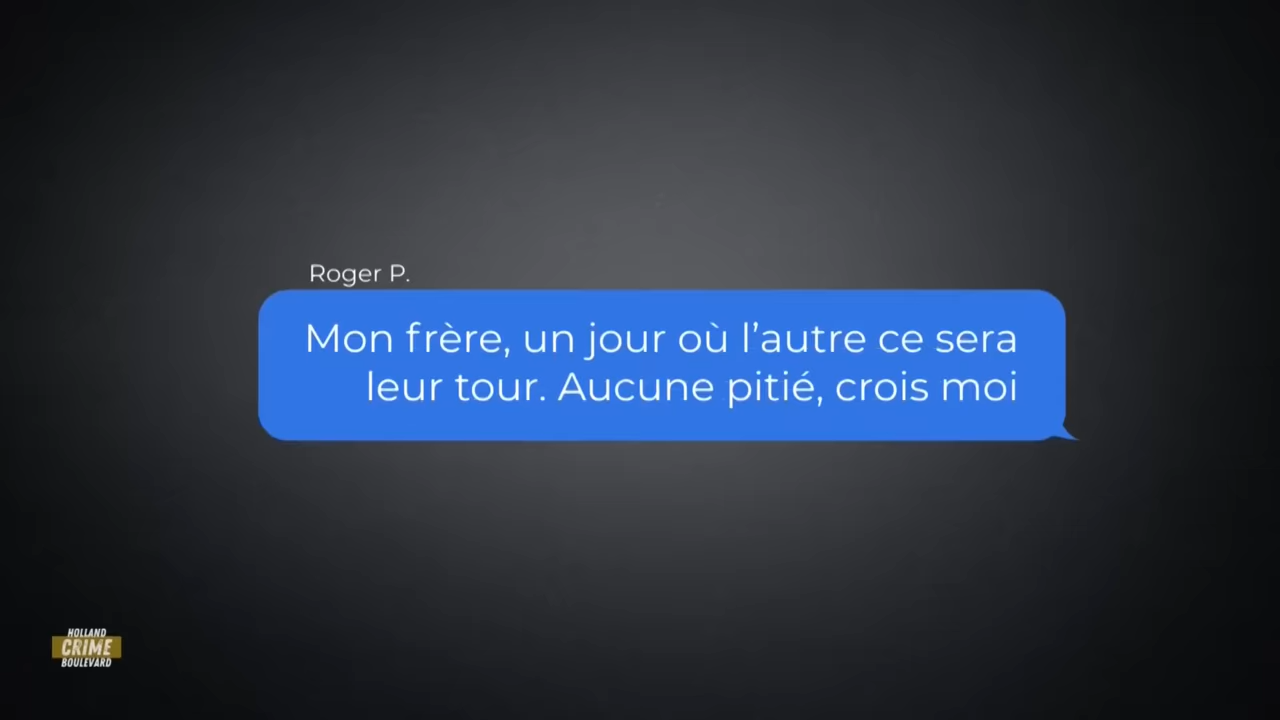 Roger P.
Mon frère, un jour où l’autre ce sera
leur tour. Aucune pitié, crois moi
HOLLAND
CRIME
BOULEVARD